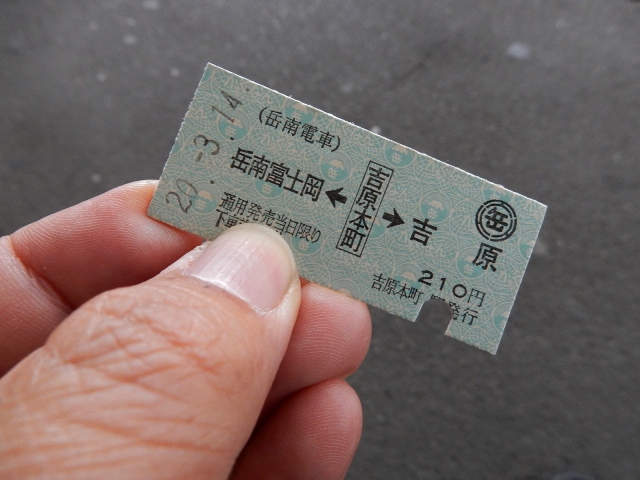 29.-3.14.
(岳南電車)
岳南富士岡←吉原本町→吉原
岳
通用発売当日限り
下車
210円
吉原本町 発行